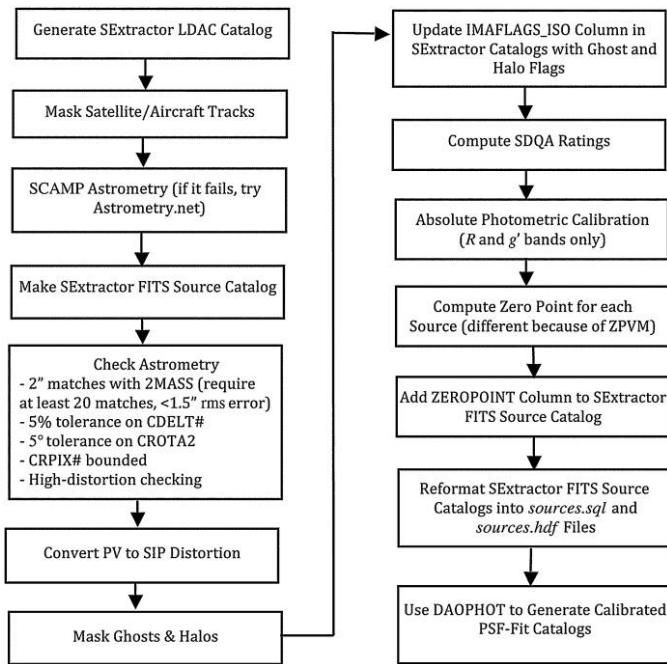 Generate SExtractor LDAC Catalog
Mask Satellite/Aircraft Tracks
SCAMP Astrometry (if it fails, try
Astrometry.net)
Make SExtractor FITS Source Catalog
Check Astrometry
- 2” matches with 2MASS (require
at least 20 matches, <1.5” rms error)
- 5% tolerance on CDELT#
- 5° tolerance on CROTA2
- CRPIX# bounded
- High-distortion checking
Convert PV to SIP Distortion
Mask Ghosts & Halos
Update IMAFLAGS_ISO Column in
SExtractor Catalogs with Ghost and
Halo Flags
Compute SDQA Ratings
Absolute Photometric Calibration
(R and g’ bands only)
Compute Zero Point for each
Source (different because of ZPVM)
Add ZEROPOINT Column to SExtractor
FITS Source Catalog
Reformat SExtractor FITS Source
Catalogs into sources.sql and
sources.hdf Files
Use DAOPHOT to Generate Calibrated
PSF-Fit Catalogs